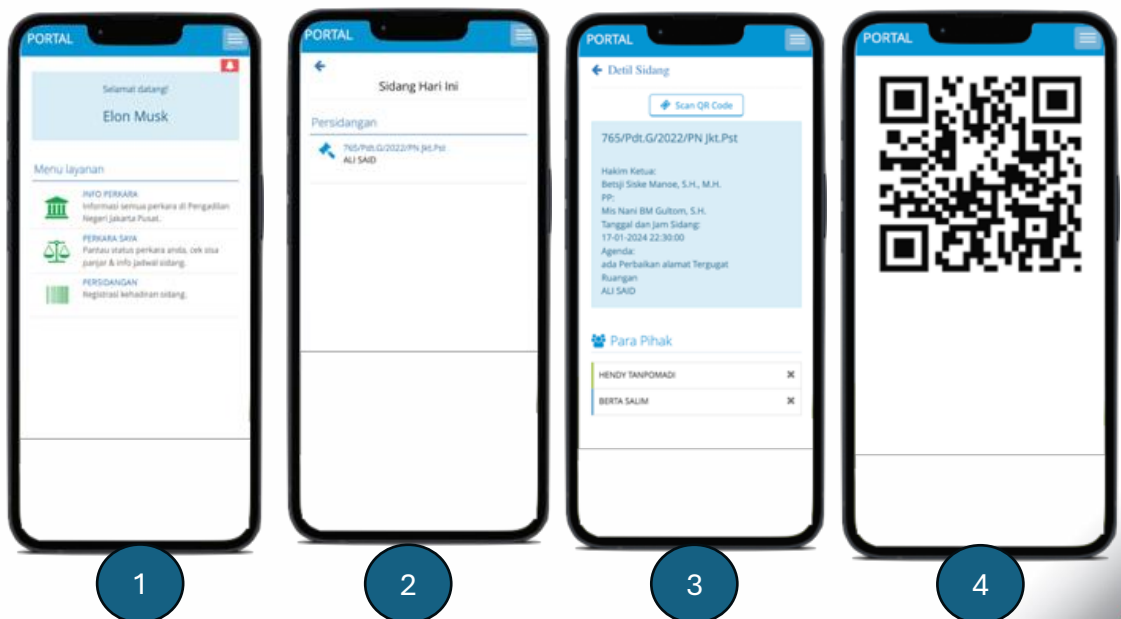 PORTAL
Selamat datang!
Elon Musk
Menu layanan
INFO PERKARA
Informasi semua perkara di Pengadilan
Negeri Jakarta Pusat.
PERKARA SAYA
Pantau status perkara anda, cek sisa
panjar & info jadwal sidang.
PERSIDANGAN
Registrasi kehadiran sidang.
1
PORTAL
Sidang Hari Ini
Persidangan
765/Pdt.G/2022/PN Jkt.Pst
ALI SAID
2
PORTAL
Detil Sidang
Scan QR Code
765/Pdt.G/2022/PN Jkt.Pst
Hakim Ketua:
Betsji Siske Manoe, S.H., M.H.
PP:
Mis Nani BM Gultom, S.H.
Tanggal dan Jam Sidang:
17-01-2024 22:30:00
Agenda:
ada Perbaikan alamat Tergugat
Ruangan
ALI SAID
Para Pihak
HENDY TANPOMADI
BERTA SALIM
3
PORTAL
4